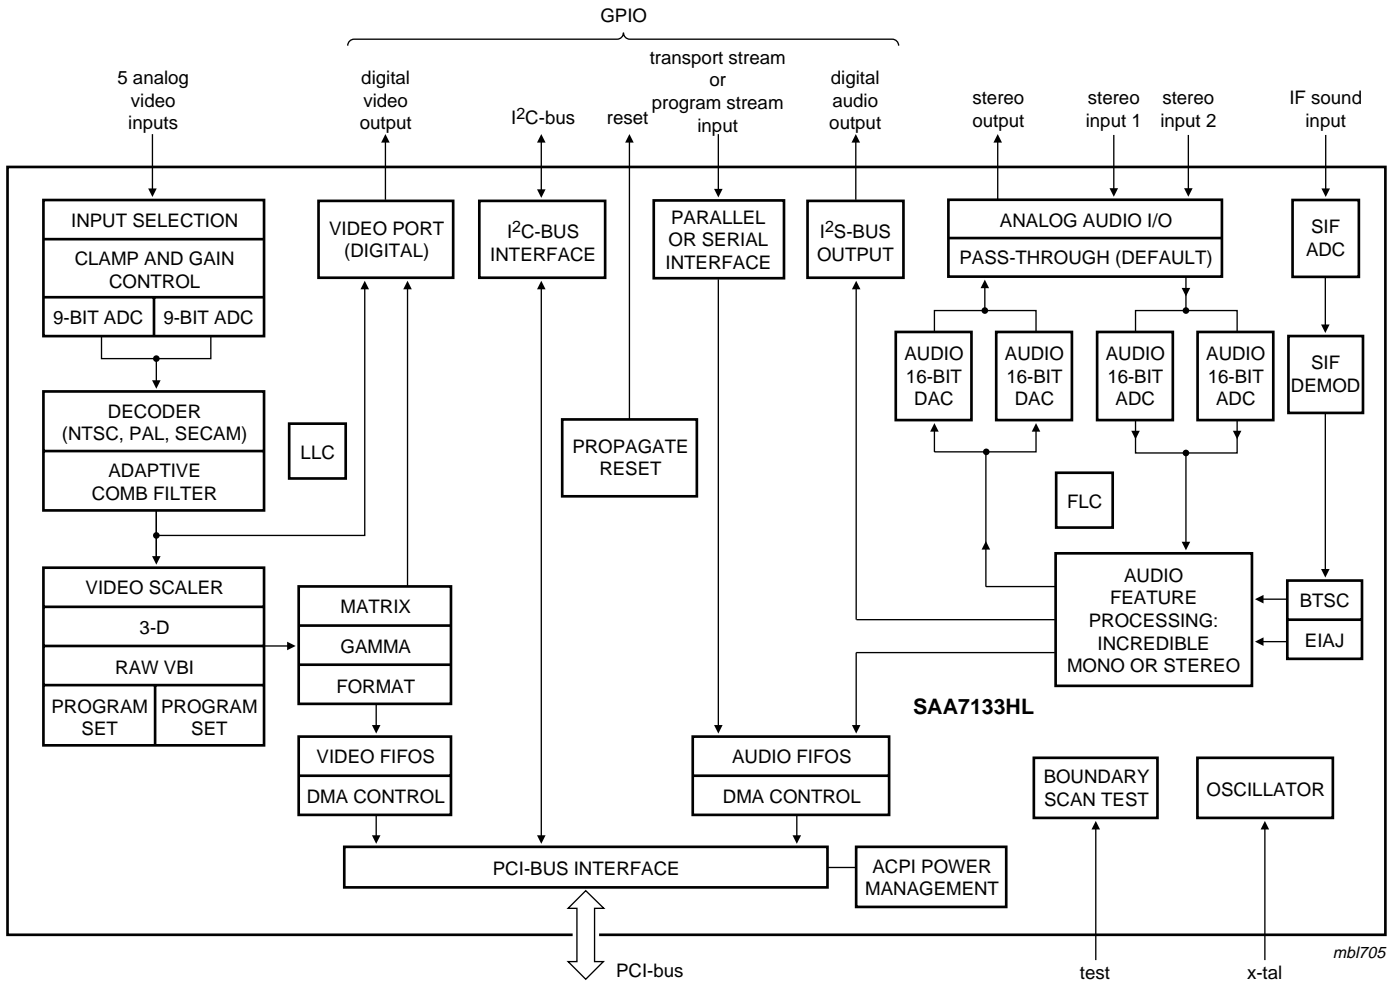 GPIO
5 analog
video
inputs
digital
video
output
I2C-bus
reset
transport stream
or
program stream
input
digital
audio
output
stereo
output
stereo
input 1
stereo
input 2
IF sound
input
INPUT SELECTION
CLAMP AND GAIN
CONTROL
9-BIT ADC
9-BIT ADC
VIDEO PORT
(DIGITAL)
I2C-BUS
INTERFACE
PARALLEL
OR SERIAL
INTERFACE
I2S-BUS
OUTPUT
ANALOG AUDIO I/O
PASS-THROUGH (DEFAULT)
SIF
ADC
AUDIO
16-BIT
DAC
AUDIO
16-BIT
DAC
AUDIO
16-BIT
ADC
AUDIO
16-BIT
ADC
SIF
DEMOD
DECODER
(NTSC, PAL, SECAM)
ADAPTIVE
COMB FILTER
LLC
PROPAGATE
RESET
FLC
VIDEO SCALER
3-D
RAW VBI
PROGRAM
SET
PROGRAM
SET
MATRIX
GAMMA
FORMAT
AUDIO
FEATURE
PROCESSING:
INCREDIBLE
MONO OR STEREO
BTSC
EIAJ
SAA7133HL
VIDEO FIFOS
DMA CONTROL
AUDIO FIFOS
DMA CONTROL
BOUNDARY
SCAN TEST
OSCILLATOR
PCI-BUS INTERFACE
ACPI POWER
MANAGEMENT
PCI-bus
test
x-tal
mbl705